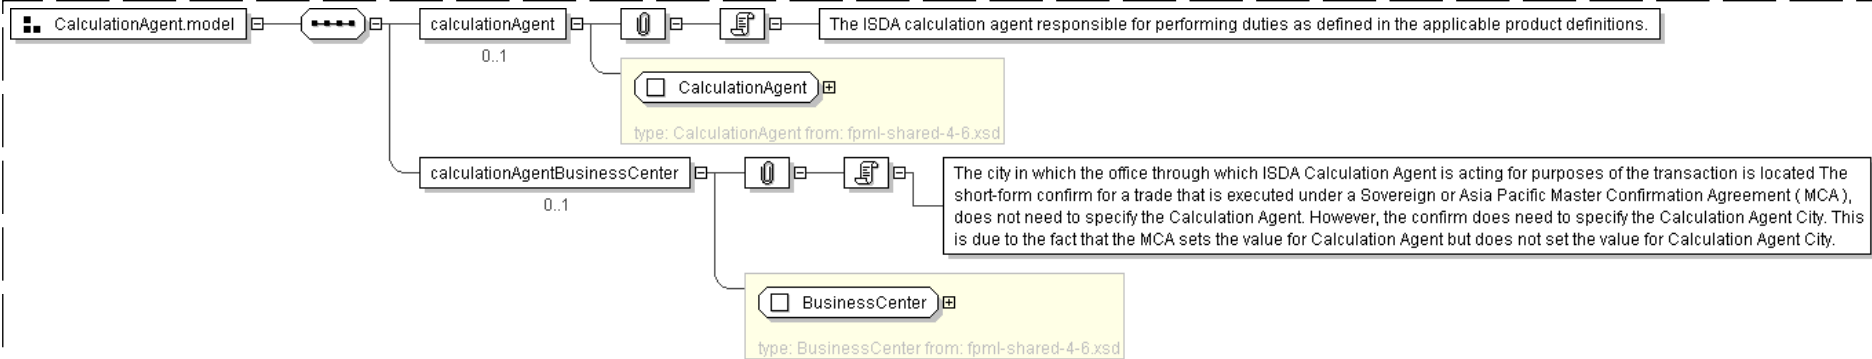 CalculationAgent.model
calculationAgent
The ISDA calculation agent responsible for performing duties as defined in the applicable product definitions.
0..1
CalculationAgent
type: CalculationAgent from: fpml-shared-4-6.xsd
calculationAgentBusinessCenter
0..1
The city in which the office through which ISDA Calculation Agent is acting for purposes of the transaction is located The
short-form confirm for a trade that is executed under a Sovereign or Asia Pacific Master Confirmation Agreement ( MCA ),
does not need to specify the Calculation Agent. However, the confirm does need to specify the Calculation Agent City. This
is due to the fact that the MCA sets the value for Calculation Agent but does not set the value for Calculation Agent City.
BusinessCenter
type: BusinessCenter from: fpml-shared-4-6.xsd